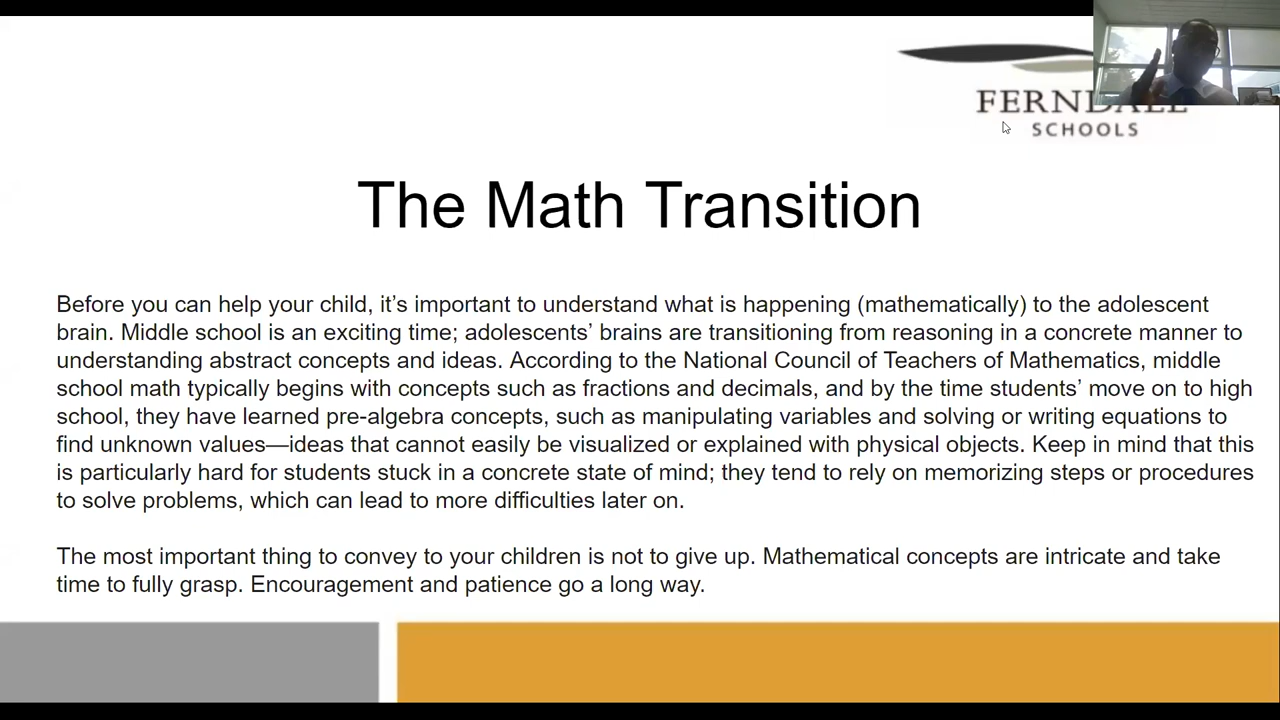 FERNDALE
SCHOOLS
The Math Transition
Before you can help your child, it’s important to understand what is happening (mathematically) to the adolescent
brain. Middle school is an exciting time; adolescents’ brains are transitioning from reasoning in a concrete manner to
understanding abstract concepts and ideas. According to the National Council of Teachers of Mathematics, middle
school math typically begins with concepts such as fractions and decimals, and by the time students’ move on to high
school, they have learned pre-algebra concepts, such as manipulating variables and solving or writing equations to
find unknown values—ideas that cannot easily be visualized or explained with physical objects. Keep in mind that this
is particularly hard for students stuck in a concrete state of mind; they tend to rely on memorizing steps or procedures
to solve problems, which can lead to more difficulties later on.
The most important thing to convey to your children is not to give up. Mathematical concepts are intricate and take
time to fully grasp. Encouragement and patience go a long way.